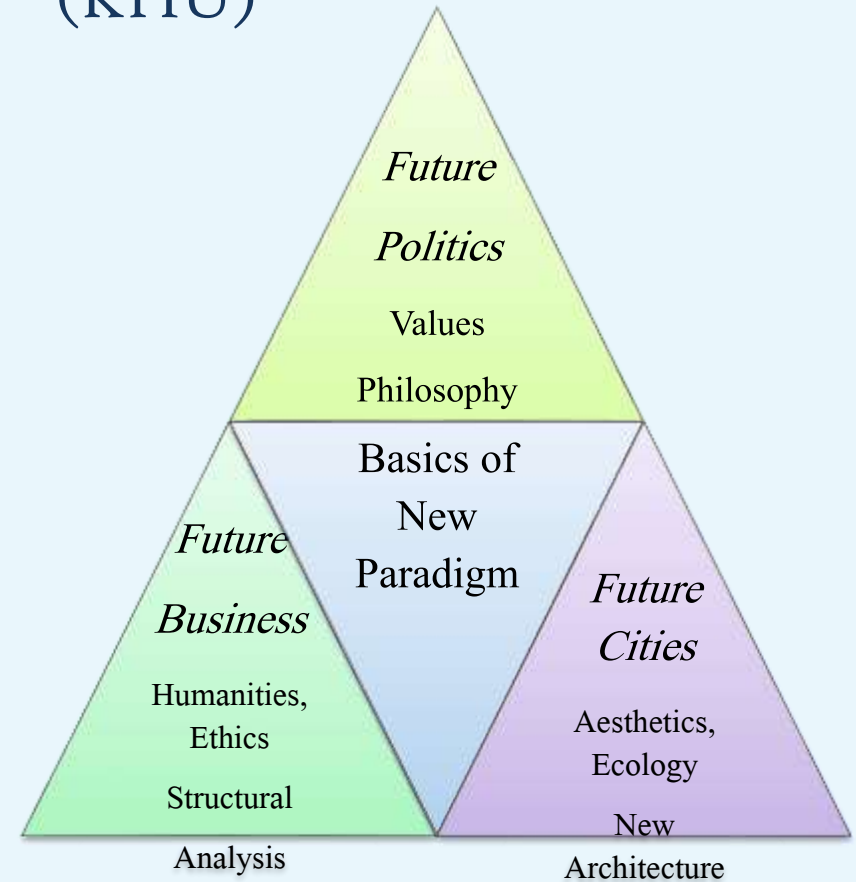 Future
Politics
Values
Philosophy
Basics of
New
Paradigm
Future
Business
Humanities,
Ethics
Structural
Analysis
Future
Cities
Aesthetics,
Ecology
New
Architecture